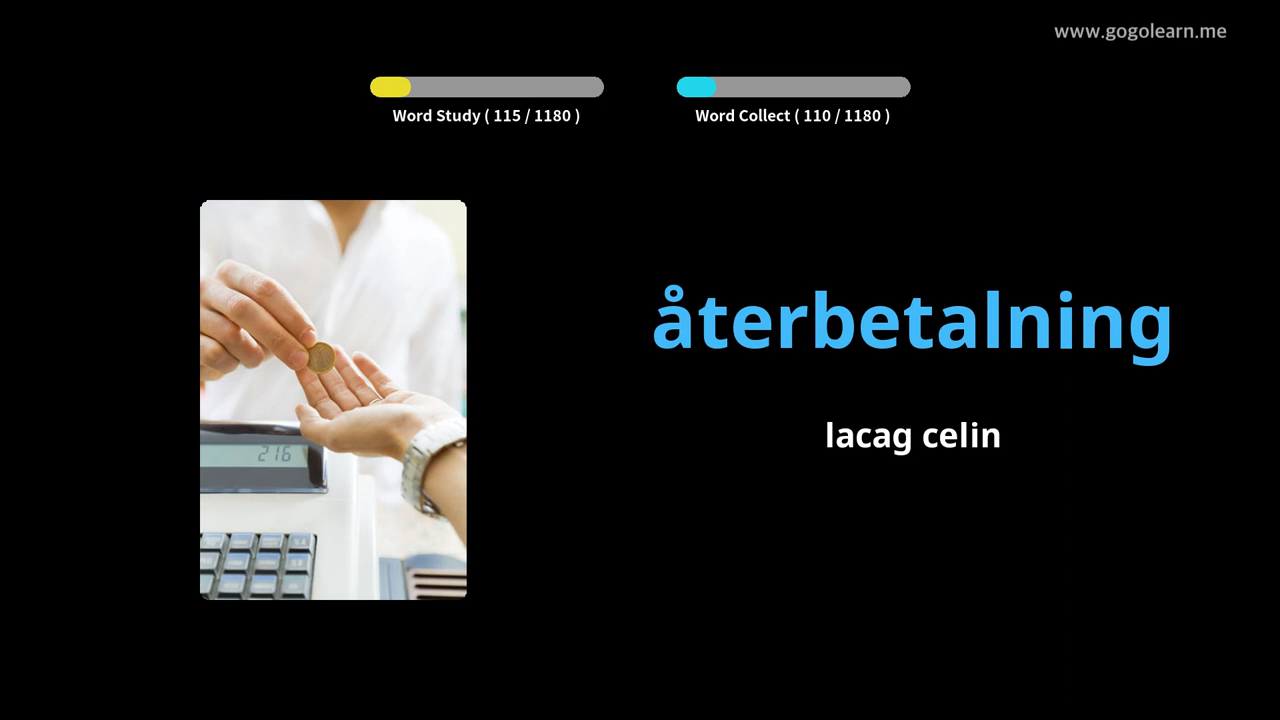 www.gogolearn.me
Word Study ( 115 / 1180 )
Word Collect ( 110 / 1180 )
återbetalning
lacag celin
216